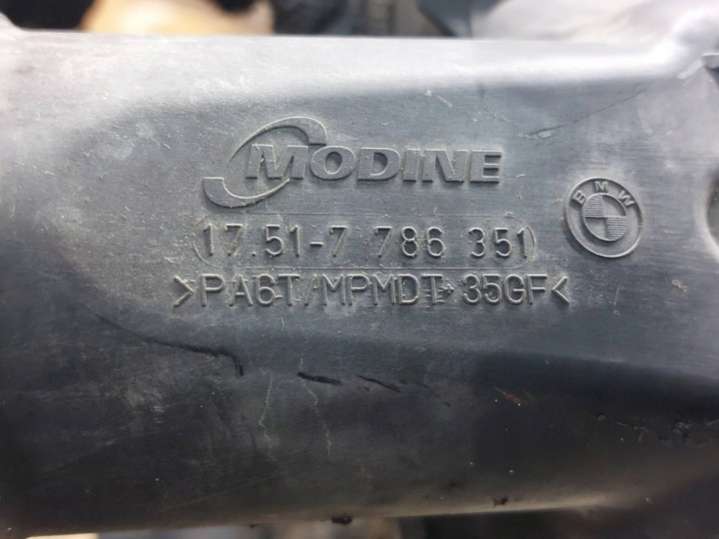 MODINE
BMW
(17.51-7 786 351)
>PA6T/MPMDT-35GF<